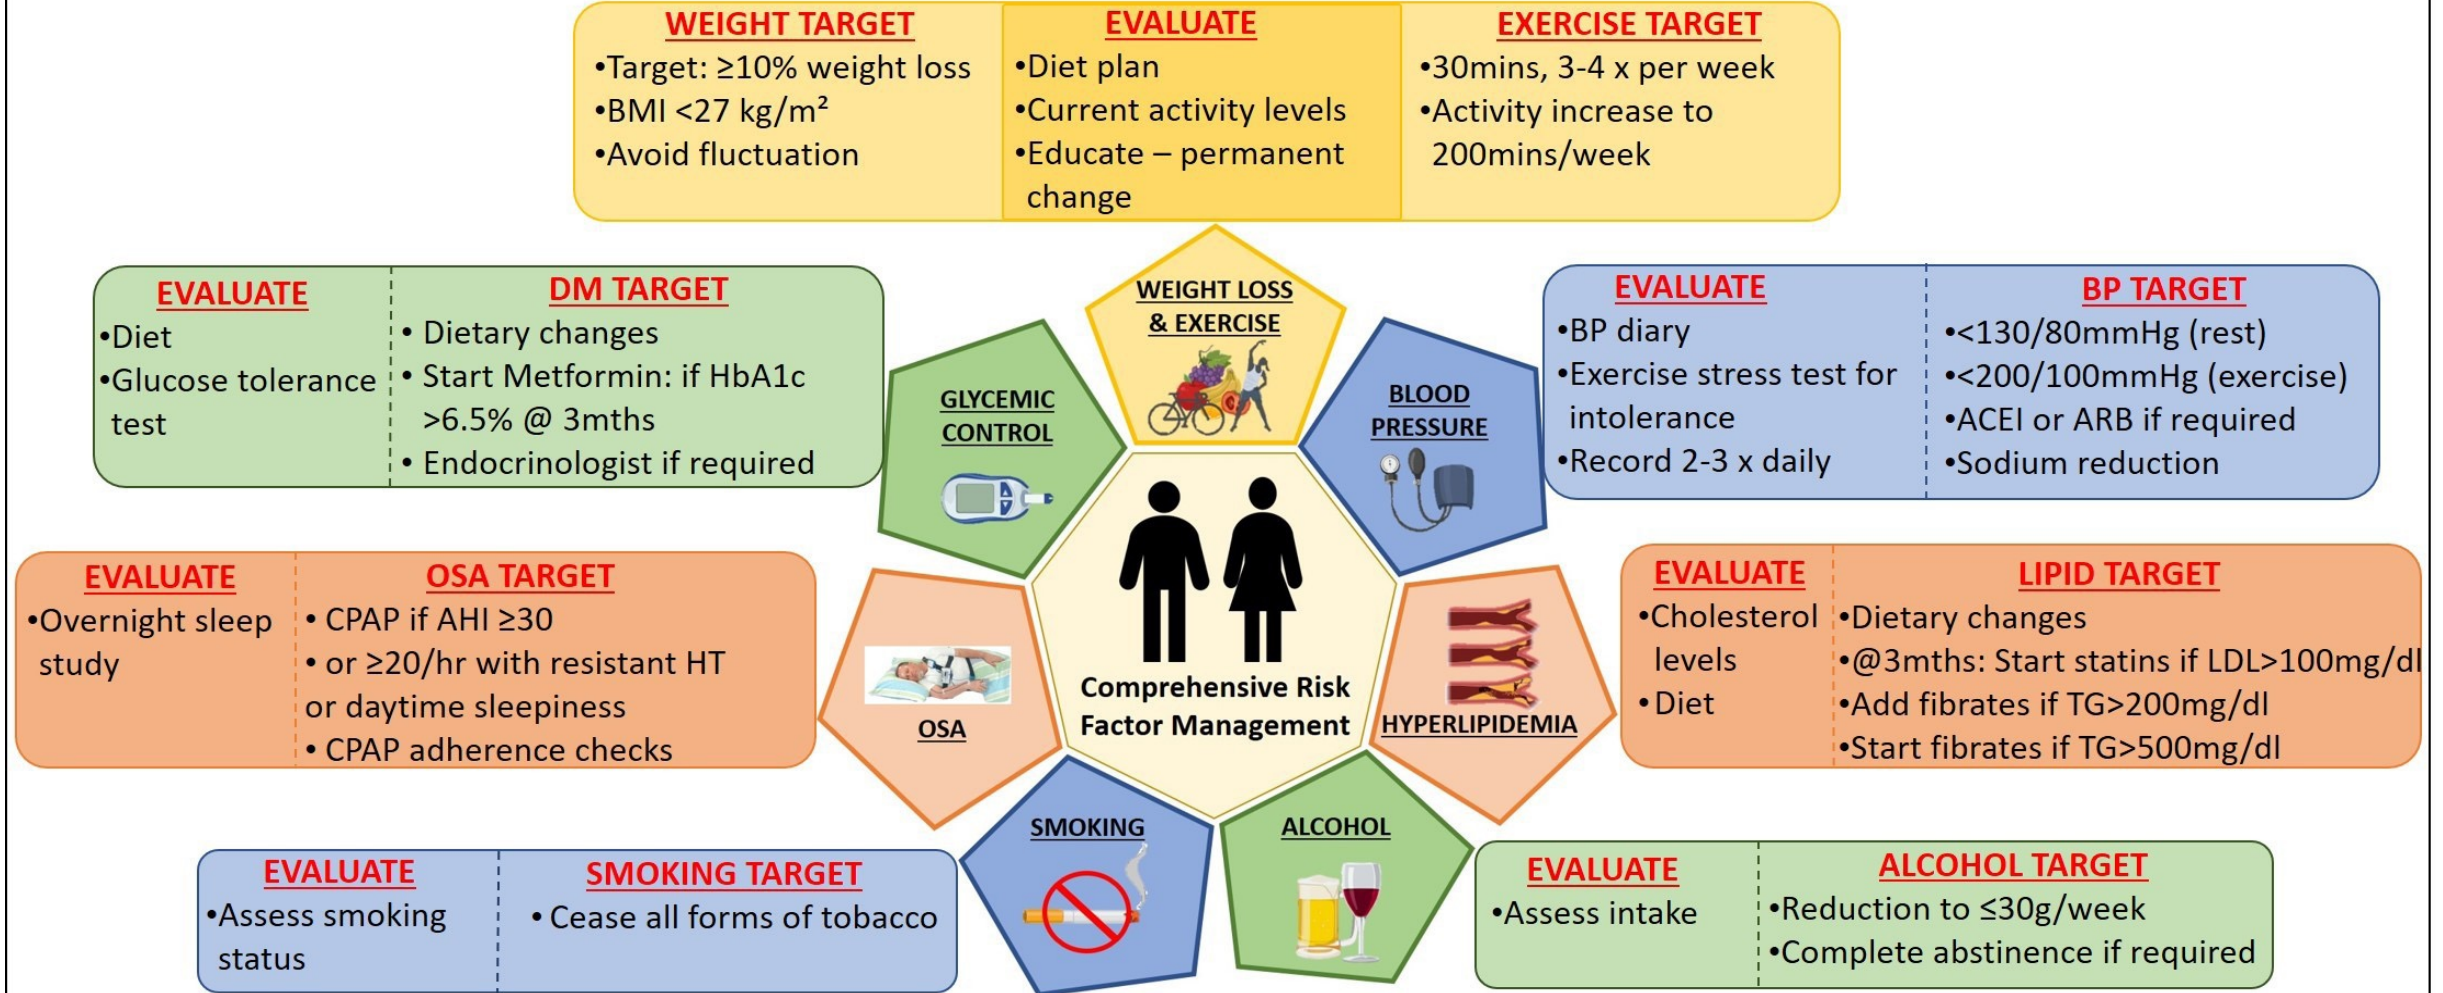 WEIGHT TARGET
•Target: ≥10% weight loss
•BMI <27 kg/m²
•Avoid fluctuation
EVALUATE
•Diet plan
•Current activity levels
•Educate – permanent
change
EXERCISE TARGET
•30mins, 3-4 x per week
•Activity increase to
200mins/week
EVALUATE
•Diet
•Glucose tolerance
test
DM TARGET
• Dietary changes
• Start Metformin: if HbA1c
>6.5% @ 3mths
• Endocrinologist if required
GLYCEMIC
CONTROL
WEIGHT LOSS
& EXERCISE
BLOOD
PRESSURE
EVALUATE
•BP diary
•Exercise stress test for
intolerance
•Record 2-3 x daily
BP TARGET
•<130/80mmHg (rest)
•<200/100mmHg (exercise)
•ACEI or ARB if required
•Sodium reduction
EVALUATE
•Overnight sleep
study
OSA TARGET
• CPAP if AHI ≥30
• or ≥20/hr with resistant HT
or daytime sleepiness
• CPAP adherence checks
OSA
Comprehensive Risk
Factor Management
HYPERLIPIDEMIA
EVALUATE
•Cholesterol
levels
•Diet
LIPID TARGET
•Dietary changes
•@3mths: Start statins if LDL>100mg/dl
•Add fibrates if TG>200mg/dl
•Start fibrates if TG>500mg/dl
EVALUATE
•Assess smoking
status
SMOKING TARGET
• Cease all forms of tobacco
SMOKING
ALCOHOL
EVALUATE
•Assess intake
ALCOHOL TARGET
•Reduction to ≤30g/week
•Complete abstinence if required